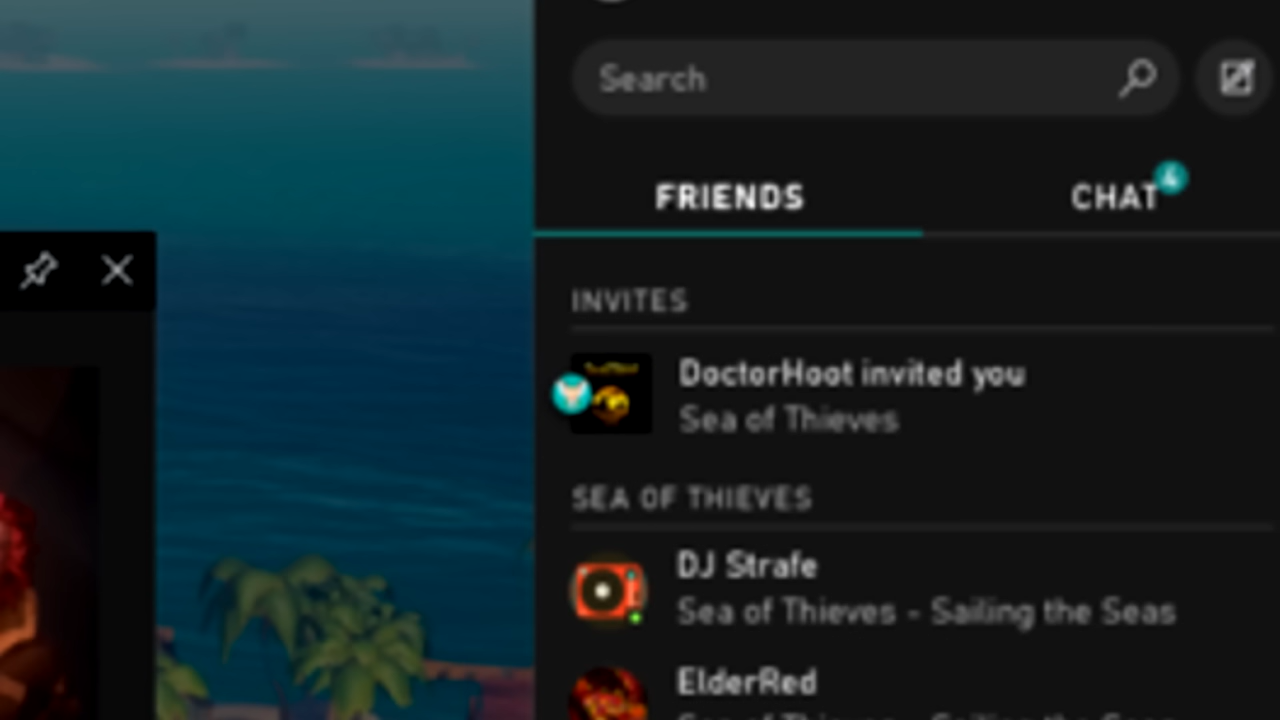 Search
FRIENDS
CHAT
4
INVITES
DoctorHoot invited you
Sea of Thieves
SEA OF THIEVES
DJ Strafe
Sea of Thieves - Sailing the Seas
ElderRed